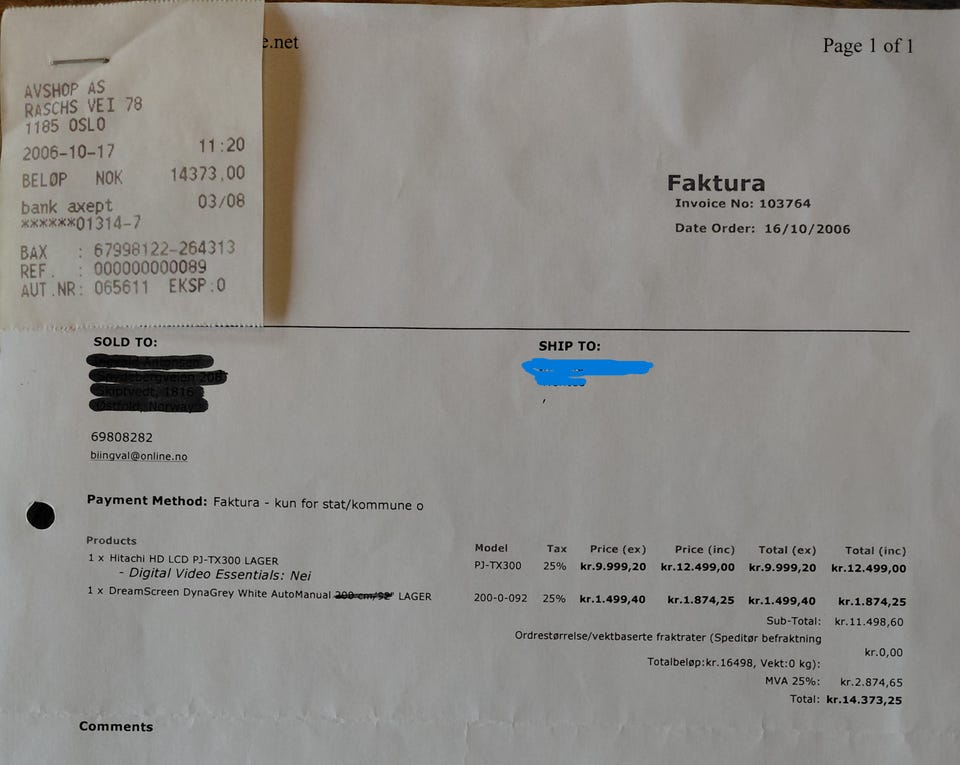 e.net
Page 1 of 1
AVSHOP AS
RASCHS VEI 78
1185 OSLO
2006-10-17 11:20
BELØP NOK 14373,00
bank axept 03/08
******01314-7
BAX : 67998122-264313
REF. : 000000000089
AUT.NR: 065611 EKSP:0
Faktura
Invoice No: 103764
Date Order: 16/10/2006
SOLD TO:
SHIP TO:
,
69808282
biingval@online.no
Payment Method: Faktura - kun for stat/kommune o
Products Model Tax Price (ex) Price (inc) Total (ex) Total (inc)
1 x Hitachi HD LCD PJ-TX300 LAGER PJ-TX300 25% kr.9.999,20 kr.12.499,00 kr.9.999,20 kr.12.499,00
- Digital Video Essentials: Nei
1 x DreamScreen DynaGrey White AutoManual 200 cm/92" LAGER 200-0-092 25% kr.1.499,40 kr.1.874,25 kr.1.499,40 kr.1.874,25
Sub-Total: kr.11.498,60
Ordrestørrelse/vektbaserte fraktrater (Speditør befraktning
kr.0,00
Totalbeløp:kr.16498, Vekt:0 kg):
MVA 25%: kr.2.874,65
Total: kr.14.373,25
Comments